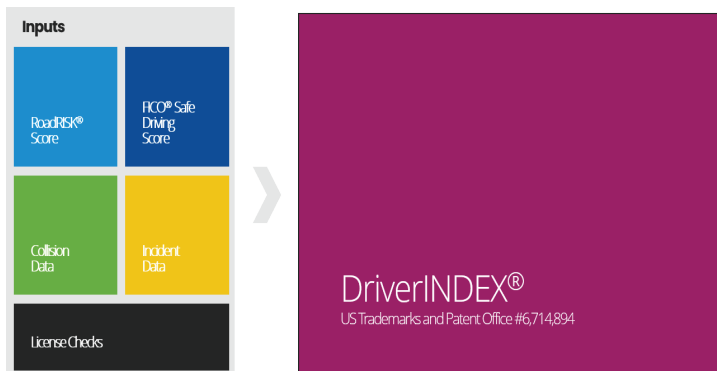 Inputs
RoadRISK®
Score
FICO® Safe
Driving
Score
Collision
Data
Incident
Data
License Checks
DriverINDEX®
US Trademarks and Patent Office #6,714,894